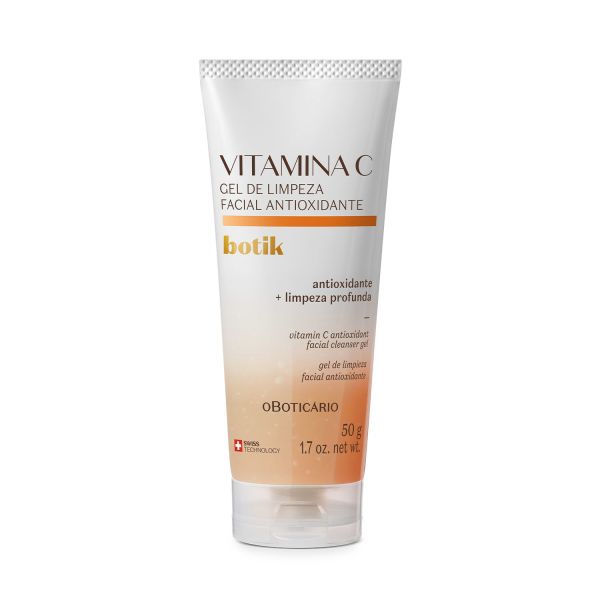 VITAMINA C
GEL DE LIMPEZA
FACIAL ANTIOXIDANTE
botik
antioxidante
+ limpeza profunda
–
vitamin C antioxidant
facial cleanser gel
gel de limpieza
facial antioxidante
oBOTICÁRIO
50 g
1.7 oz. net wt.
SWISS
TECHNOLOGY